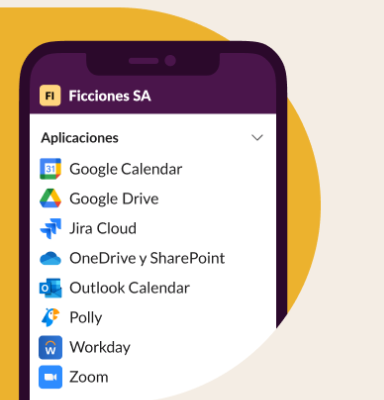 FI Ficciones SA
Aplicaciones
31 Google Calendar
Google Drive
Jira Cloud
OneDrive y SharePoint
Outlook Calendar
Polly
Workday
Zoom